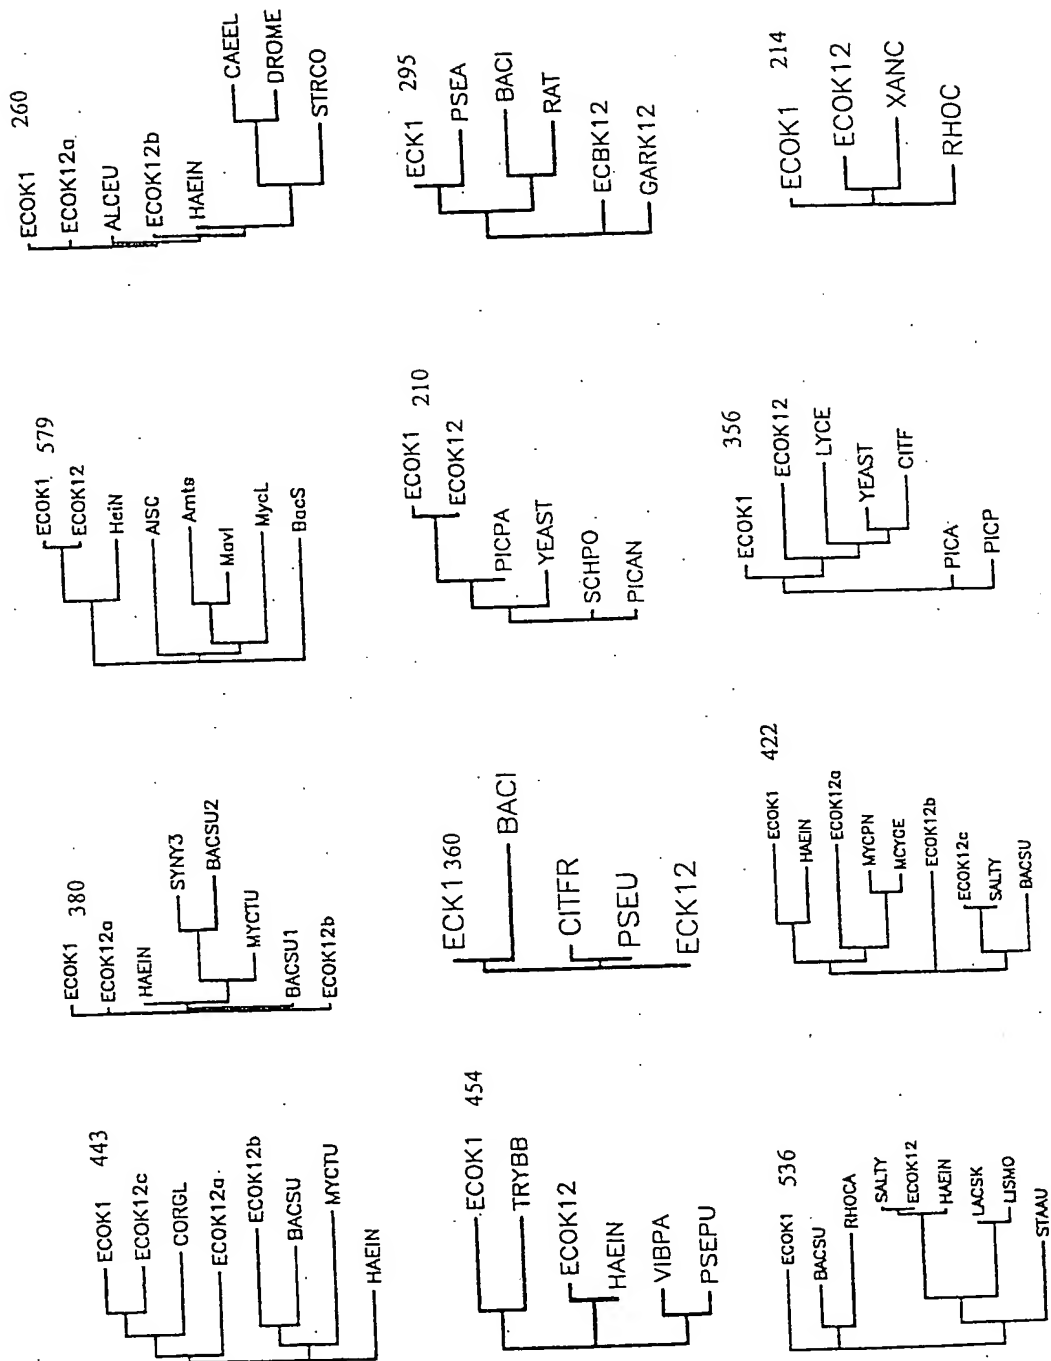 ECOK1 443
ECOK12c
CORGL
ECOK12a
ECOK12b
BACSU
MYCTU
HAEIN
ECOK1 380
ECOK12a
HAEIN
SYNY3
BACSU2
MYCTU
BACSU1
ECOK12b
ECOK1 579
ECOK12
HeiN
AlSC
Amts
Mavl
MycL
BacS
ECOK1 260
ECOK12a
ALCEU
ECOK12b
HAEIN
CAEEL
DROME
STRCO
ECOK1 454
TRYBB
ECOK12
HAEIN
VIBPA
PSEPU
ECK1 360
BACI
CITFR
PSEU
ECK12
ECOK1 210
ECOK12
PICPA
YEAST
SCHPO
PICAN
ECK1 295
PSEA
BACI
RAT
ECBK12
GARK12
ECOK1 536
BACSU
RHOCA
SALTY
ECOK12
HAEIN
LACSK
LISMO
STAAU
ECOK1 422
HAEIN
ECOK12a
MYCPN
MCYGE
ECOK12b
ECOK12c
SALTY
BACSU
ECOK1 356
ECOK12
LYCE
YEAST
CITF
PICA
PICP
ECOK1 214
ECOK12
XANC
RHOC